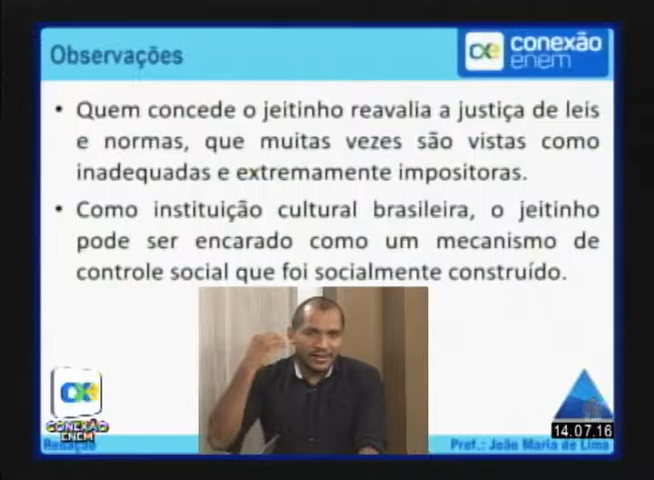 Observações
conexão
enem
• Quem concede o jeitinho reavalia a justiça de leis
e normas, que muitas vezes são vistas como
inadequadas e extremamente impositoras.
• Como instituição cultural brasileira, o jeitinho
pode ser encarado como um mecanismo de
controle social que foi socialmente construído.
CONEXÃO
ENEM
14.07.16
Redação
Prof.: João Maria de Lima